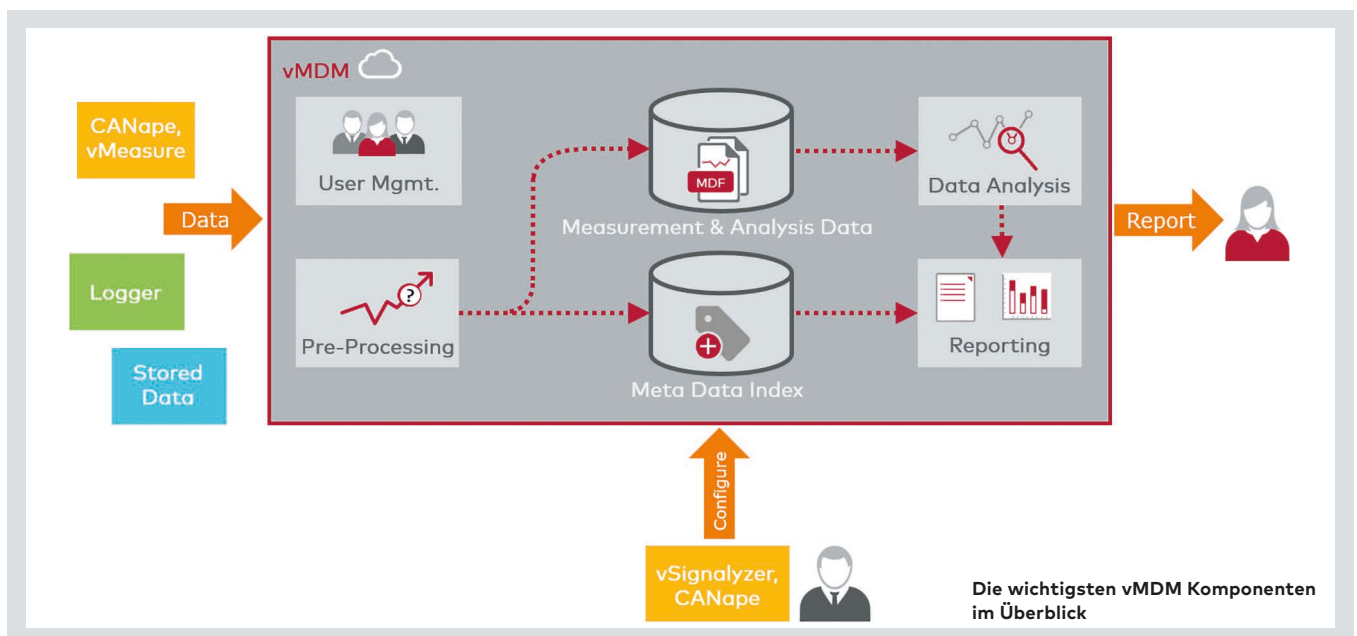 vMDM
CANape,
vMeasure
Data
Logger
Stored
Data
User Mgmt.
Pre-Processing
?
MDF
Measurement & Analysis Data
Meta Data Index
Data Analysis
Reporting
Report
Configure
vSignalyzer,
CANape
Die wichtigsten vMDM Komponenten
im Überblick